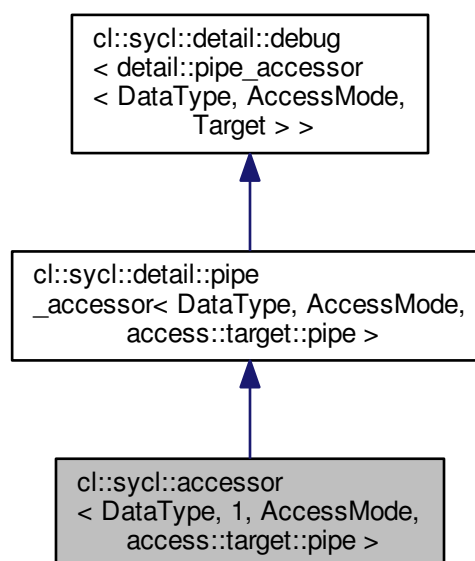 cl::sycl::detail::debug
< detail::pipe_accessor
< DataType, AccessMode,
Target > >
cl::sycl::detail::pipe
_accessor< DataType, AccessMode,
access::target::pipe >
cl::sycl::accessor
< DataType, 1, AccessMode,
access::target::pipe >